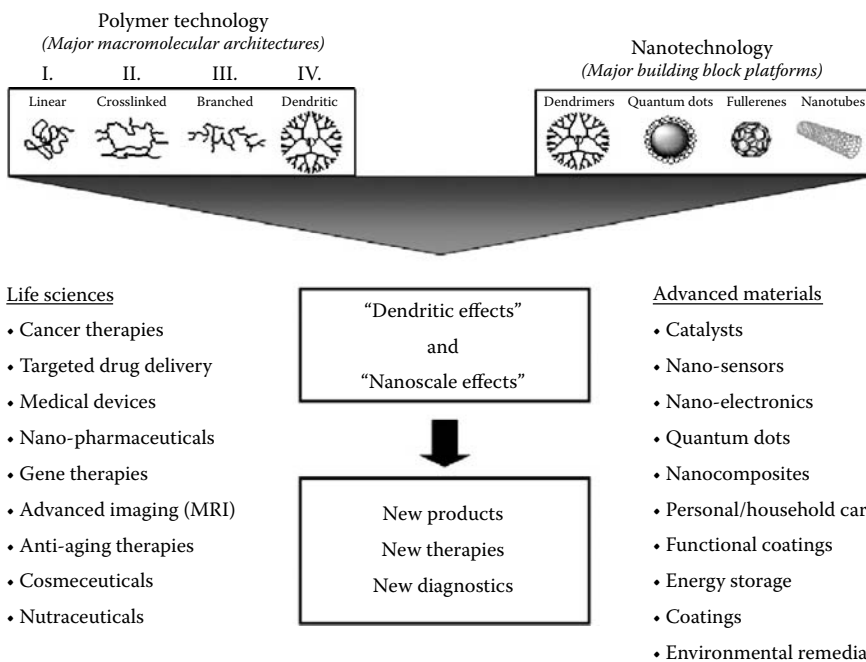 Polymer technology
(Major macromolecular architectures)
I. II. III. IV.
Linear Crosslinked Branched Dendritic
Nanotechnology
(Major building block platforms)
Dendrimers Quantum dots Fullerenes Nanotubes
Life sciences
• Cancer therapies
• Targeted drug delivery
• Medical devices
• Nano-pharmaceuticals
• Gene therapies
• Advanced imaging (MRI)
• Anti-aging therapies
• Cosmeceuticals
• Nutraceuticals
“Dendritic effects”
and
“Nanoscale effects”
New products
New therapies
New diagnostics
Advanced materials
• Catalysts
• Nano-sensors
• Nano-electronics
• Quantum dots
• Nanocomposites
• Personal/household car
• Functional coatings
• Energy storage
• Coatings
• Environmental remedia